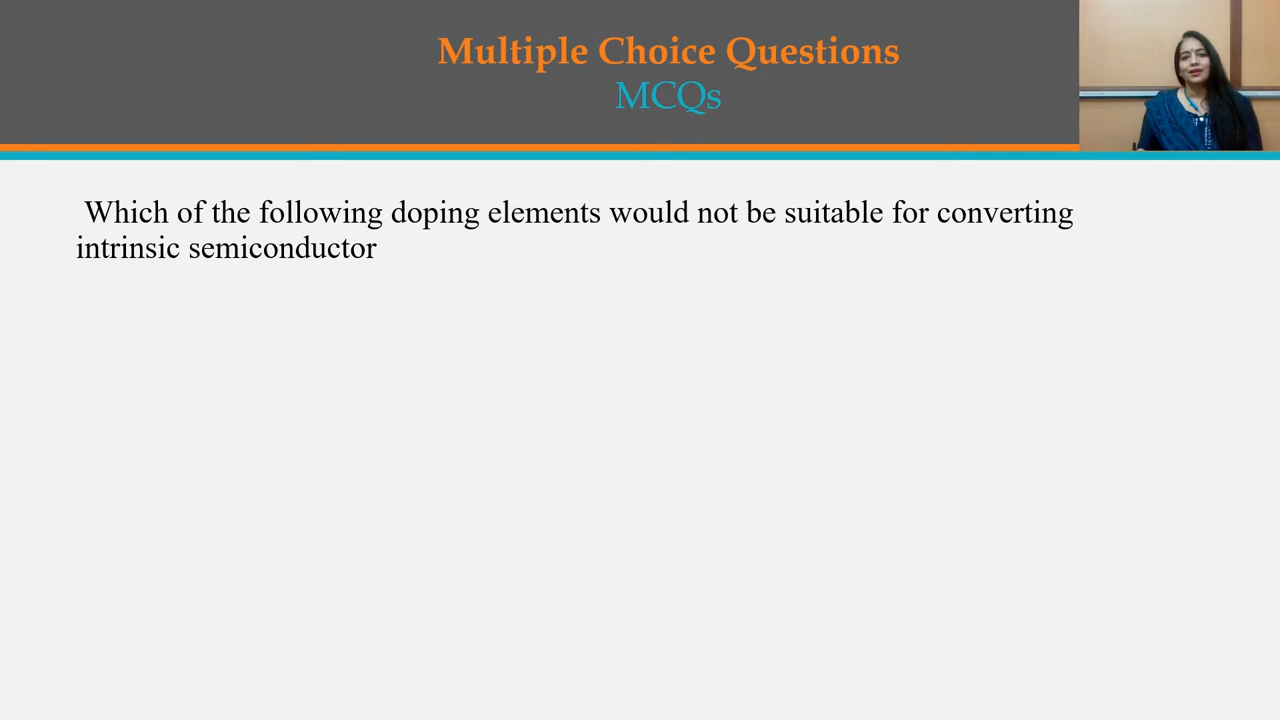 Multiple Choice Questions
MCQs
Which of the following doping elements would not be suitable for converting
intrinsic semiconductor